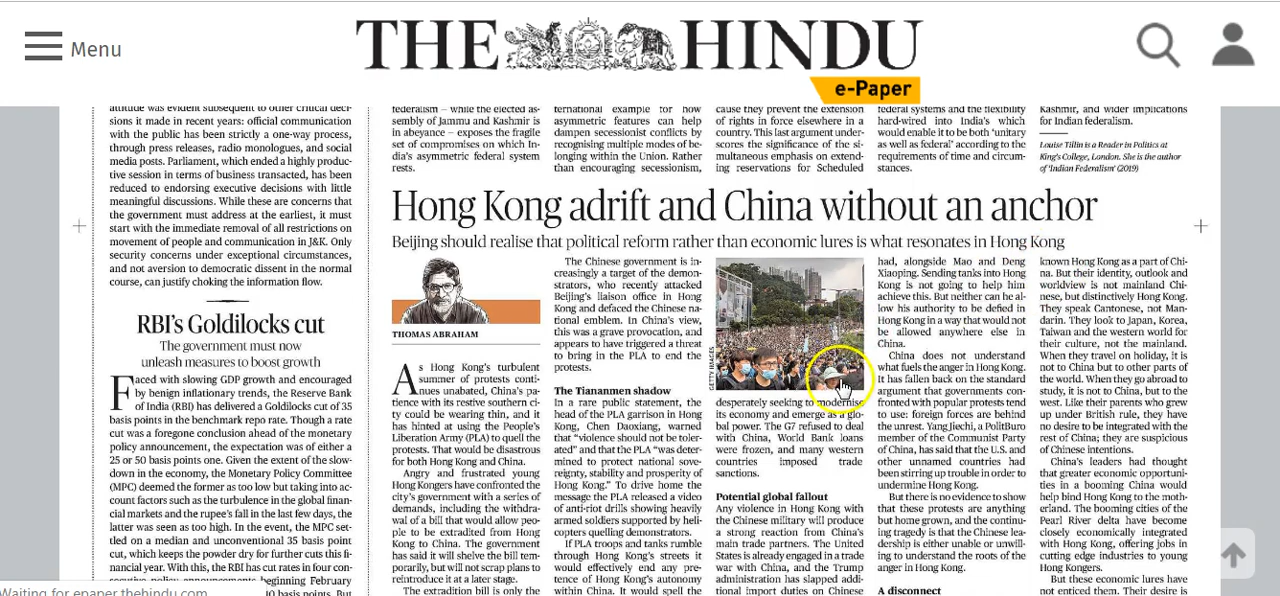 Menu
THE HINDU
e-Paper
attitude was evident subsequent to other critical deci-
sions it made in recent years: official communication
with the public has been strictly a one-way process,
through press releases, radio monologues, and social
media posts. Parliament, which ended a highly produc-
tive session in terms of business transacted, has been
reduced to endorsing executive decisions with little
meaningful discussions. While these are concerns that
the government must address at the earliest, it must
start with the immediate removal of all restrictions on
movement of people and communication in J&K. Only
security concerns under exceptional circumstances,
and not aversion to democratic dissent in the normal
course, can justify choking the information flow.
RBI's Goldilocks cut
The government must now
unleash measures to boost growth
Faced with slowing GDP growth and encouraged
by benign inflationary trends, the Reserve Bank
of India (RBI) has delivered a Goldilocks cut of 35
basis points in the benchmark repo rate. Though a rate
cut was a foregone conclusion ahead of the monetary
policy announcement, the expectation was of either a
25 or 50 basis points one. Given the extent of the slow-
down in the economy, the Monetary Policy Committee
(MPC) deemed the former as too low but taking into ac-
count factors such as the turbulence in the global finan-
cial markets and the rupee's fall in the last few days, the
latter was seen as too high. In the event, the MPC set-
tled on a median and unconventional 35 basis point
cut, which keeps the powder dry for further cuts this fi-
nancial year. With this, the RBI has cut rates in four con-
secutive policy announcements beginning February
10 basis points. But
federalism – while the elected as-
sembly of Jammu and Kashmir is
in abeyance – exposes the fragile
set of compromises on which In-
dia's asymmetric federal system
rests.
ternational example for how
asymmetric features can help
dampen secessionist conflicts by
recognising multiple modes of be-
longing within the Union. Rather
than encouraging secessionism,
cause they prevent the extension
of rights in force elsewhere in a
country. This last argument under-
scores the significance of the si-
multaneous emphasis on extend-
ing reservations for Scheduled
federal systems and the flexibility
hard-wired into India's which
would enable it to be both 'unitary
as well as federal' according to the
requirements of time and circum-
stances.
Kashmir, and wider implications
for Indian federalism.
Louise Tillin is a Reader in Politics at
King's College, London. She is the author
of 'Indian Federalism' (2019)
Hong Kong adrift and China without an anchor
Beijing should realise that political reform rather than economic lures is what resonates in Hong Kong
THOMAS ABRAHAM
As Hong Kong's turbulent
summer of protests conti-
nues unabated, China's pa-
tience with its restive southern ci-
ty could be wearing thin, and it
has hinted at using the People's
Liberation Army (PLA) to quell the
protests. That would be disastrous
for both Hong Kong and China.
Angry and frustrated young
Hong Kongers have confronted the
city's government with a series of
demands, including the withdra-
wal of a bill that would allow peo-
ple to be extradited from Hong
Kong to China. The government
has said it will shelve the bill tem-
porarily, but will not scrap plans to
reintroduce it at a later stage.
The extradition bill is only the
The Chinese government is in-
creasingly a target of the demon-
strators, who recently attacked
Beijing's liaison office in Hong
Kong and defaced the Chinese na-
tional emblem. In China's view,
this was a grave provocation, and
appears to have triggered a threat
to bring in the PLA to end the
protests.
The Tiananmen shadow
In a rare public statement, the
head of the PLA garrison in Hong
Kong, Chen Daoxiang, warned
that "violence should not be toler-
ated" and that the PLA "was deter-
mined to protect national sove-
reignty, stability and prosperity of
Hong Kong." To drive home the
message the PLA released a video
of anti-riot drills showing heavily
armed soldiers supported by heli-
copters quelling demonstrators.
If PLA troops and tanks rumble
through Hong Kong's streets it
would effectively end any pre-
tence of Hong Kong's autonomy
within China. It would spell the
GETTY IMAGES
desperately seeking to modernise
its economy and emerge as a glo-
bal power. The G7 refused to deal
with China, World Bank loans
were frozen, and many western
countries imposed trade
sanctions.
Potential global fallout
Any violence in Hong Kong with
the Chinese military will produce
a strong reaction from China's
main trade partners. The United
States is already engaged in a trade
war with China, and the Trump
administration has slapped addi-
tional import duties on Chinese
had, alongside Mao and Deng
Xiaoping. Sending tanks into Hong
Kong is not going to help him
achieve this. But neither can he al-
low his authority to be defied in
Hong Kong in a way that would not
be allowed anywhere else in
China.
China does not understand
what fuels the anger in Hong Kong.
It has fallen back on the standard
argument that governments con-
fronted with popular protests tend
to use: foreign forces are behind
the unrest. Yang Jiechi, a PolitBuro
member of the Communist Party
of China, has said that the U.S. and
other unnamed countries had
been stirring up trouble in order to
undermine Hong Kong.
But there is no evidence to show
that these protests are anything
but home grown, and the continu-
ing tragedy is that the Chinese lea-
dership is either unable or unwil-
ling to understand the roots of the
anger in Hong Kong.
A disconnect
known Hong Kong as a part of Chi-
na. But their identity, outlook and
worldview is not mainland Chi-
nese, but distinctively Hong Kong.
They speak Cantonese, not Man-
darin. They look to Japan, Korea,
Taiwan and the western world for
their culture, not the mainland.
When they travel on holiday, it is
not to China but to other parts of
the world. When they go abroad to
study, it is not to China, but to the
west. Like their parents who grew
up under British rule, they have
no desire to be integrated with the
rest of China; they are suspicious
of Chinese intentions.
China's leaders had thought
that greater economic opportuni-
ties in a booming China would
help bind Hong Kong to the moth-
erland. The booming cities of the
Pearl River delta have become
closely economically integrated
with Hong Kong, offering jobs in
cutting edge industries to young
Hong Kongers.
But these economic lures have
not enticed them. Their desire is
Waiting for epaper.thehindu.com